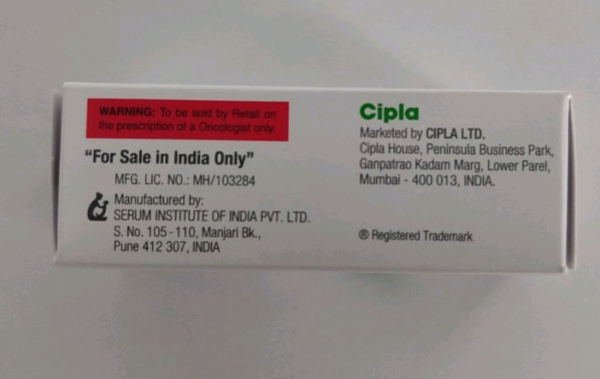 WARNING: To be sold by Retail on
the prescription of a Oncologist only.
"For Sale in India Only"
MFG. LIC. NO.: MH/103284
Manufactured by:
SERUM INSTITUTE OF INDIA PVT. LTD.
S. No. 105 - 110, Manjari Bk.,
Pune 412 307, INDIA
Cipla
Marketed by CIPLA LTD.
Cipla House, Peninsula Business Park,
Ganpatrao Kadam Marg, Lower Parel,
Mumbai - 400 013, INDIA.
® Registered Trademark